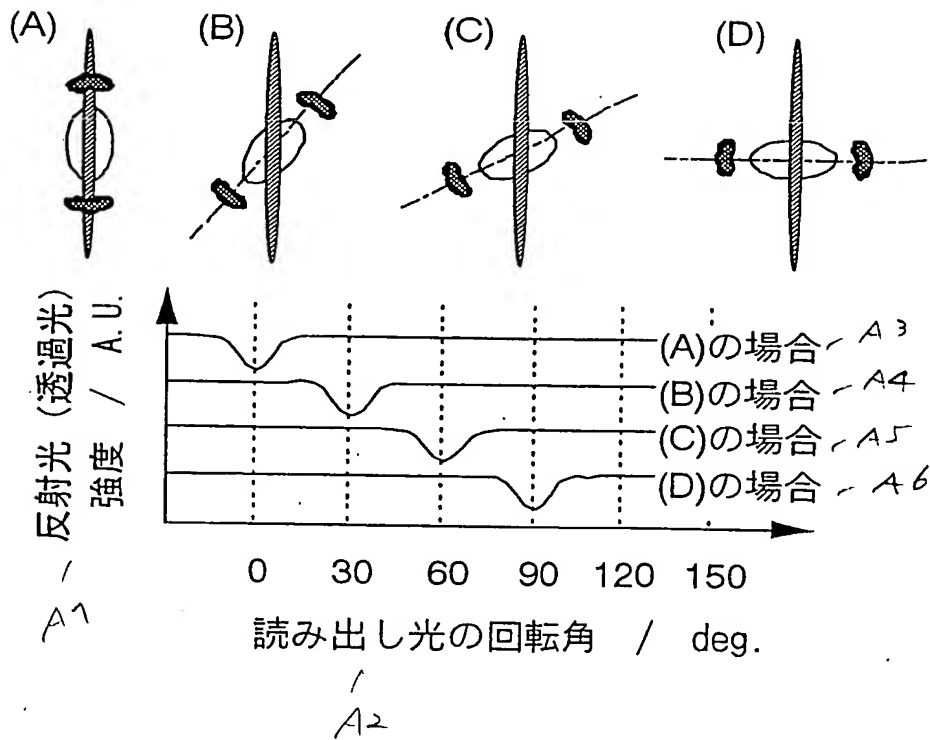 (A)
(B)
(C)
(D)
反射光 (透過光)
強度 / A.U.
(A)の場合 A3
(B)の場合 A4
(C)の場合 A5
(D)の場合 A6
0 30 60 90 120 150
A1
読み出し光の回転角 / deg.
A2